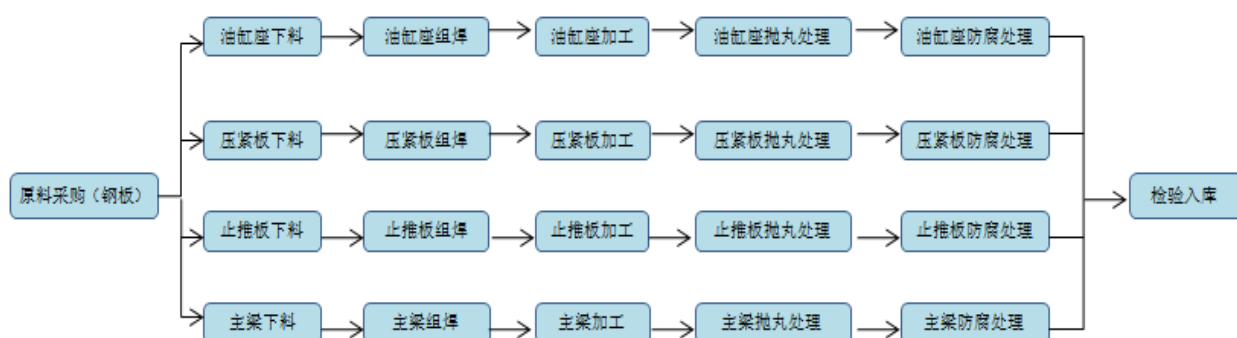 油缸座下料
油缸座组焊
油缸座加工
油缸座抛丸处理
油缸座防腐处理
压紧板下料
压紧板组焊
压紧板加工
压紧板抛丸处理
压紧板防腐处理
原料采购（钢板）
检验入库
止推板下料
止推板组焊
止推板加工
止推板抛丸处理
止推板防腐处理
主梁下料
主梁组焊
主梁加工
主梁抛丸处理
主梁防腐处理